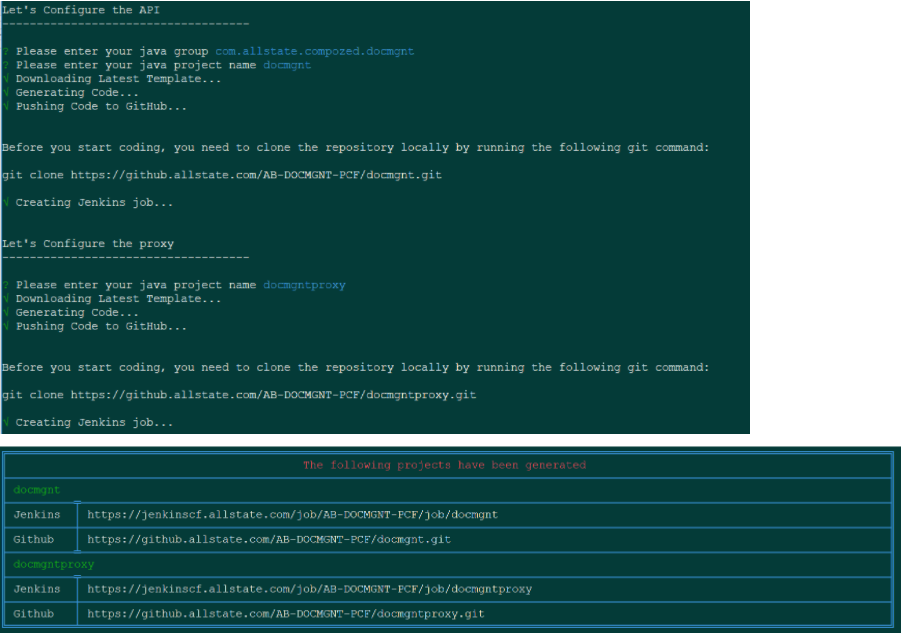 Let's Configure the API
------------------------------------
? Please enter your java group com.allstate.compozed.docmgnt
? Please enter your java project name docmgnt
√ Downloading Latest Template...
√ Generating Code...
√ Pushing Code to GitHub...
Before you start coding, you need to clone the repository locally by running the following git command:
git clone https://github.allstate.com/AB-DOCMGNT-PCF/docmgnt.git
√ Creating Jenkins job...
Let's Configure the proxy
------------------------------------
? Please enter your java project name docmgntproxy
√ Downloading Latest Template...
√ Generating Code...
√ Pushing Code to GitHub...
Before you start coding, you need to clone the repository locally by running the following git command:
git clone https://github.allstate.com/AB-DOCMGNT-PCF/docmgntproxy.git
√ Creating Jenkins job...
The following projects have been generated
docmgnt
Jenkins https://jenkinscf.allstate.com/job/AB-DOCMGNT-PCF/job/docmgnt
Github https://github.allstate.com/AB-DOCMGNT-PCF/docmgnt.git
docmgntproxy
Jenkins https://jenkinscf.allstate.com/job/AB-DOCMGNT-PCF/job/docmgntproxy
Github https://github.allstate.com/AB-DOCMGNT-PCF/docmgntproxy.git